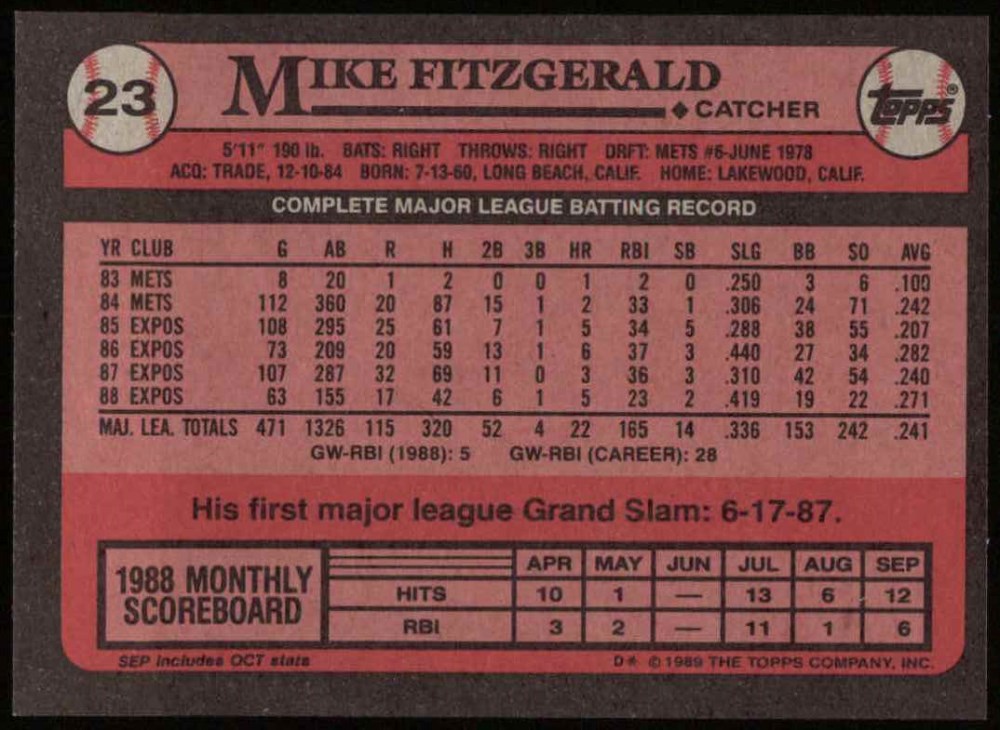 23
MIKE FITZGERALD
◆ CATCHER
TOPPS®
5'11" 190 lb. BATS: RIGHT THROWS: RIGHT DRFT: METS #6-JUNE 1978
ACQ: TRADE, 12-10-84 BORN: 7-13-60, LONG BEACH, CALIF. HOME: LAKEWOOD, CALIF.
COMPLETE MAJOR LEAGUE BATTING RECORD
YR CLUB G AB R H 2B 3B HR RBI SB SLG BB SO AVG
83 METS 8 20 1 2 0 0 1 2 0 .250 3 6 .100
84 METS 112 360 20 87 15 1 2 33 1 .306 24 71 .242
85 EXPOS 108 295 25 61 7 1 5 34 5 .288 38 55 .207
86 EXPOS 73 209 20 59 13 1 6 37 3 .440 27 34 .282
87 EXPOS 107 287 32 69 11 0 3 36 3 .310 42 54 .240
88 EXPOS 63 155 17 42 6 1 5 23 2 .419 19 22 .271
MAJ. LEA. TOTALS 471 1326 115 320 52 4 22 165 14 .336 153 242 .241
GW-RBI (1988): 5 GW-RBI (CAREER): 28
His first major league Grand Slam: 6-17-87.
1988 MONTHLY
SCOREBOARD
APR MAY JUN JUL AUG SEP
HITS 10 1 — 13 6 12
RBI 3 2 — 11 1 6
SEP includes OCT stats
D* © 1989 THE TOPPS COMPANY, INC.